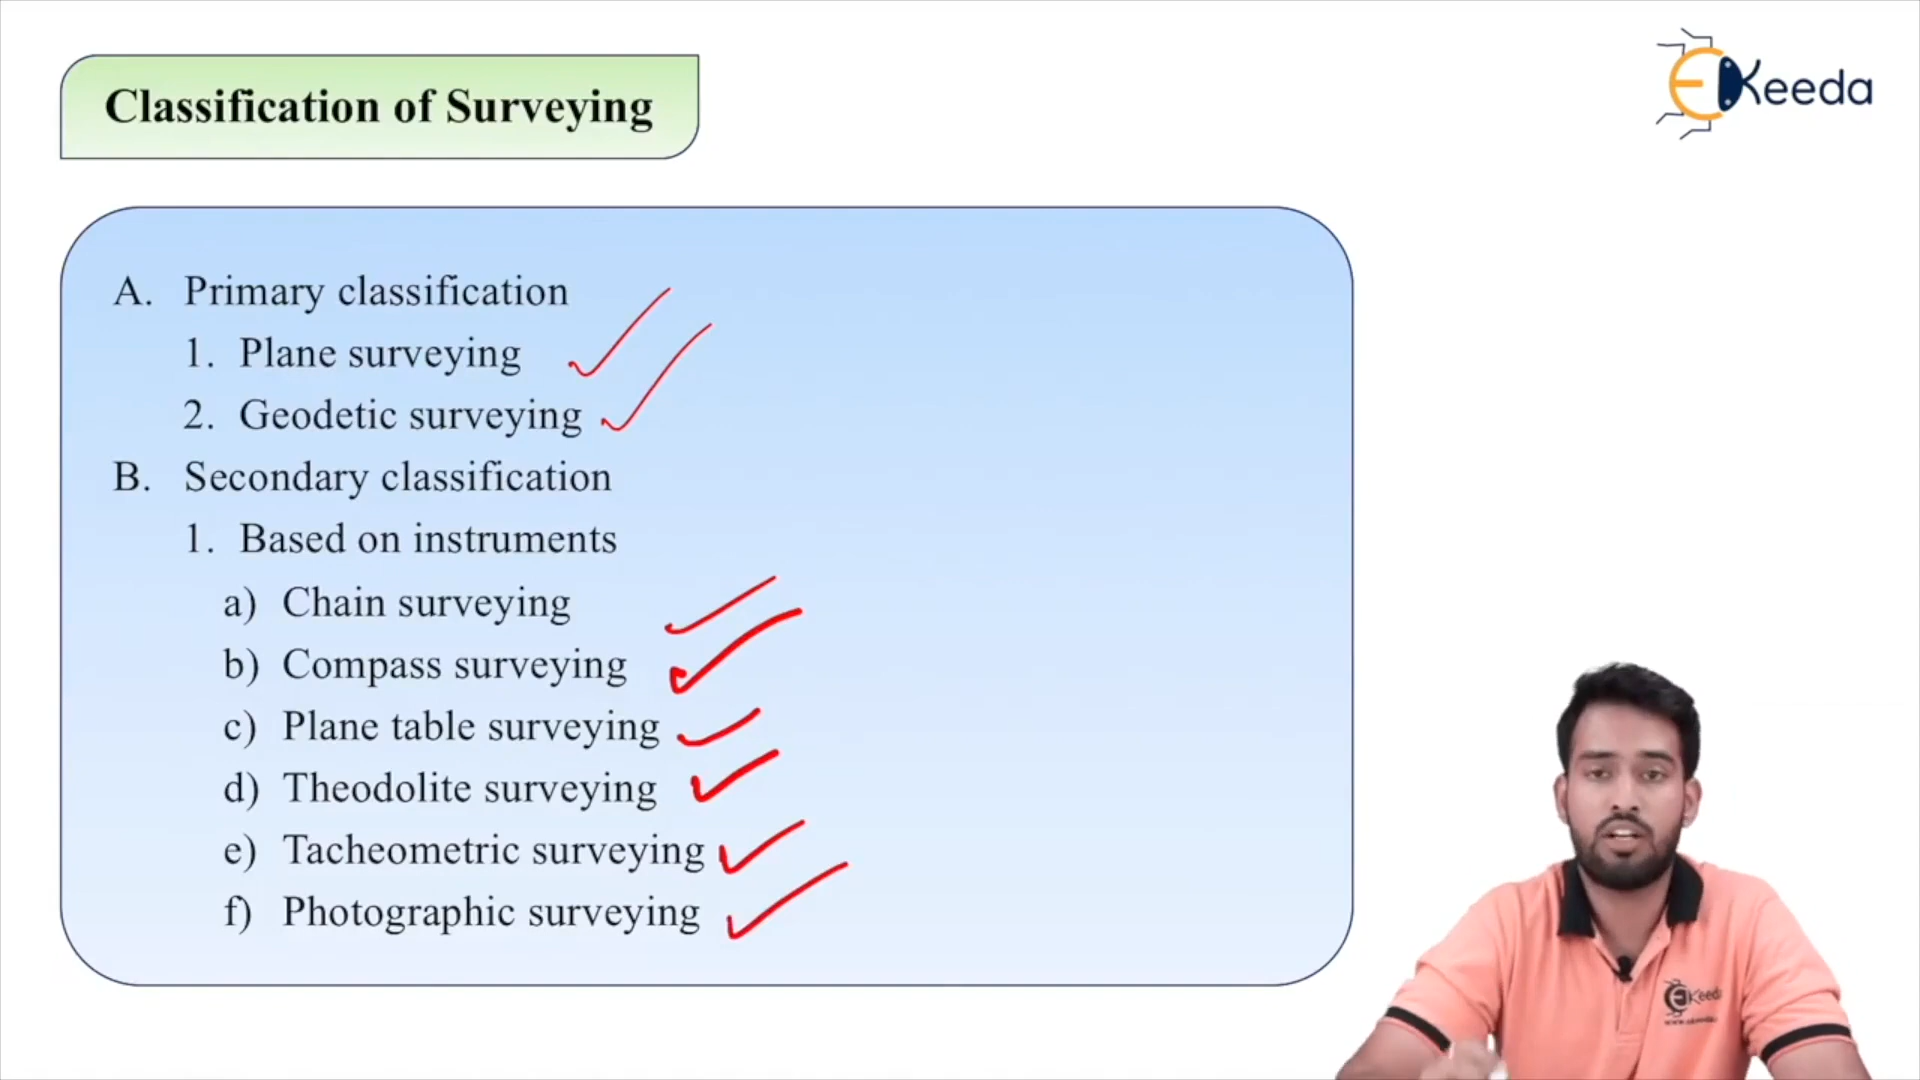 Classification of Surveying
EKeeda
A. Primary classification
1. Plane surveying
2. Geodetic surveying
B. Secondary classification
1. Based on instruments
a) Chain surveying
b) Compass surveying
c) Plane table surveying
d) Theodolite surveying
e) Tacheometric surveying
f) Photographic surveying
EKeeda